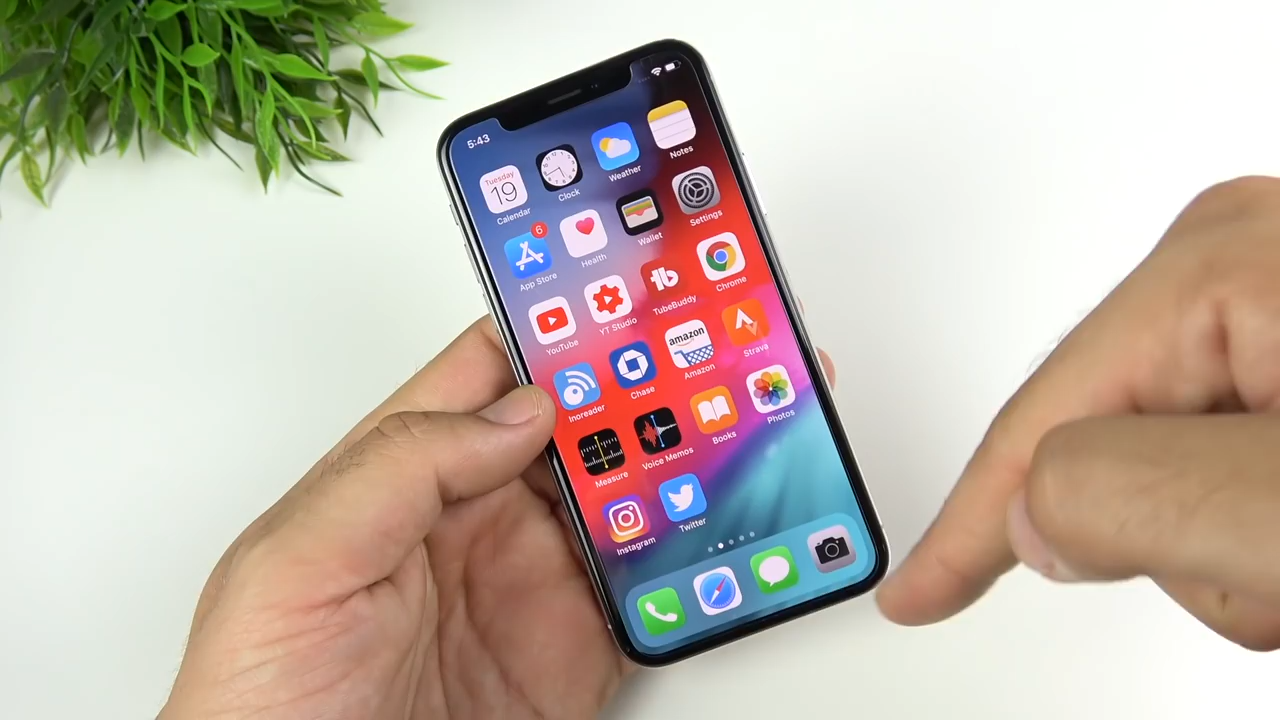 5:43
Tuesday
19
Calendar
Clock
Weather
Notes
6
App Store
Health
Wallet
Settings
YouTube
YT Studio
tb
TubeBuddy
Chrome
Inoreader
Chase
amazon
Amazon
Strava
Measure
Voice Memos
Books
Photos
Instagram
Twitter